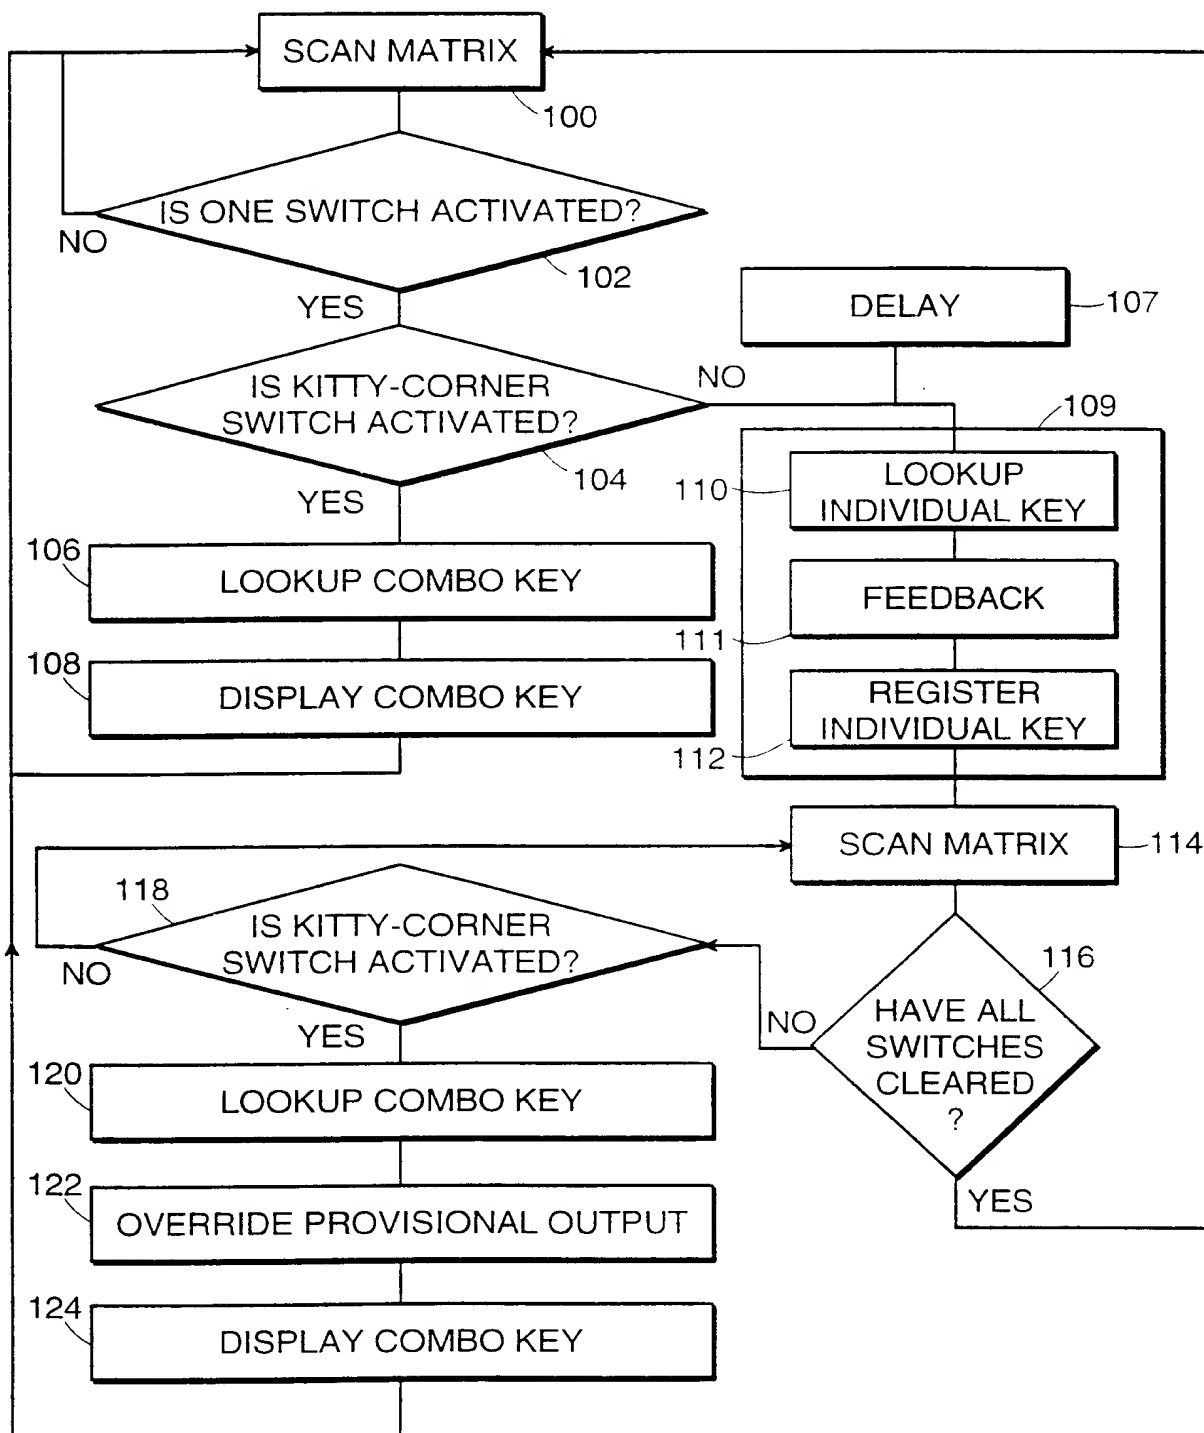 SCAN MATRIX
100
IS ONE SWITCH ACTIVATED?
NO
102
YES
DELAY
107
IS KITTY-CORNER
SWITCH ACTIVATED?
NO
104
YES
109
110
LOOKUP
INDIVIDUAL KEY
106
LOOKUP COMBO KEY
FEEDBACK
111
108
DISPLAY COMBO KEY
REGISTER
INDIVIDUAL KEY
112
SCAN MATRIX
114
118
IS KITTY-CORNER
SWITCH ACTIVATED?
NO
YES
116
HAVE ALL
SWITCHES
CLEARED
?
NO
YES
120
LOOKUP COMBO KEY
122
OVERRIDE PROVISIONAL OUTPUT
124
DISPLAY COMBO KEY